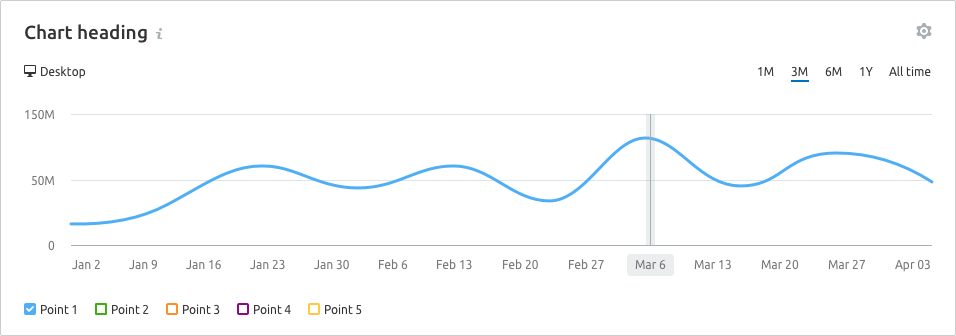 Chart heading i
Desktop
1M 3M 6M 1Y All time
150M
50M
0
Jan 2 Jan 9 Jan 16 Jan 23 Jan 30 Feb 6 Feb 13 Feb 20 Feb 27 Mar 6 Mar 13 Mar 20 Mar 27 Apr 03
Point 1 Point 2 Point 3 Point 4 Point 5